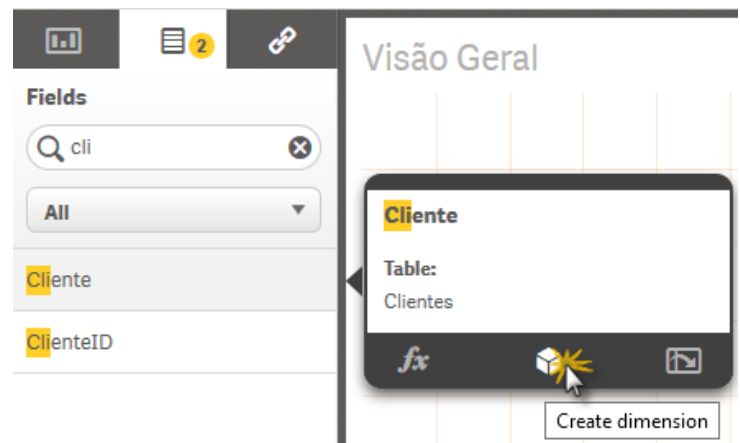 2
Visão Geral
Fields
cli
All
Cliente
ClienteID
Cliente
Table:
Clientes
fx
Create dimension